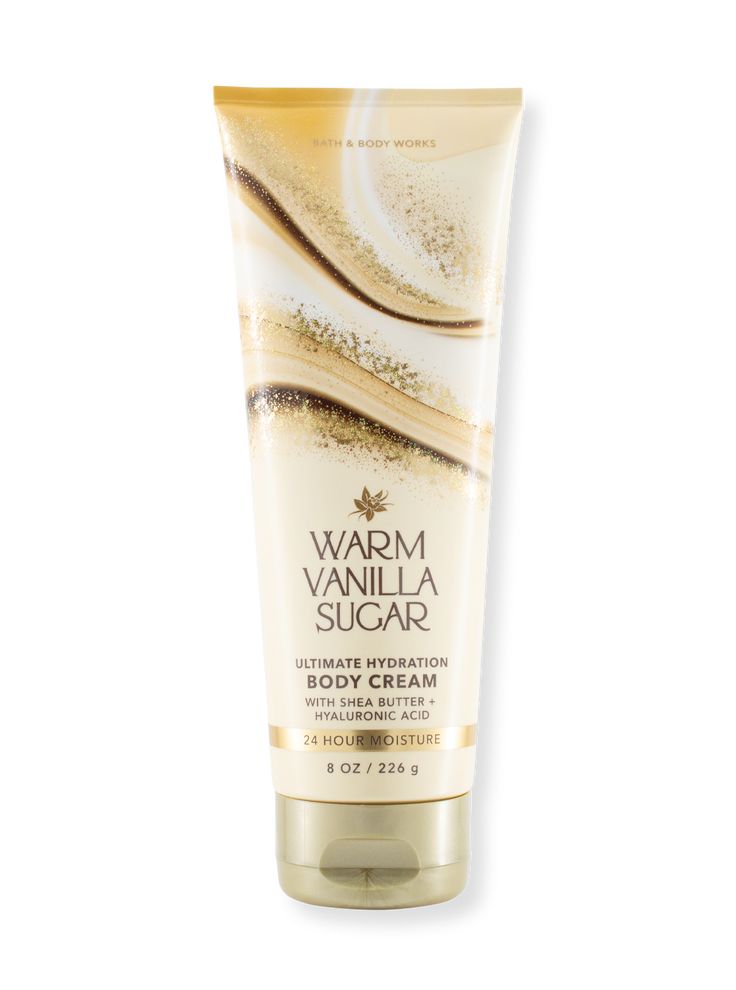 BATH & BODY WORKS
WARM
VANILLA
SUGAR
ULTIMATE HYDRATION
BODY CREAM
WITH SHEA BUTTER +
HYALURONIC ACID
24 HOUR MOISTURE
8 OZ / 226 g